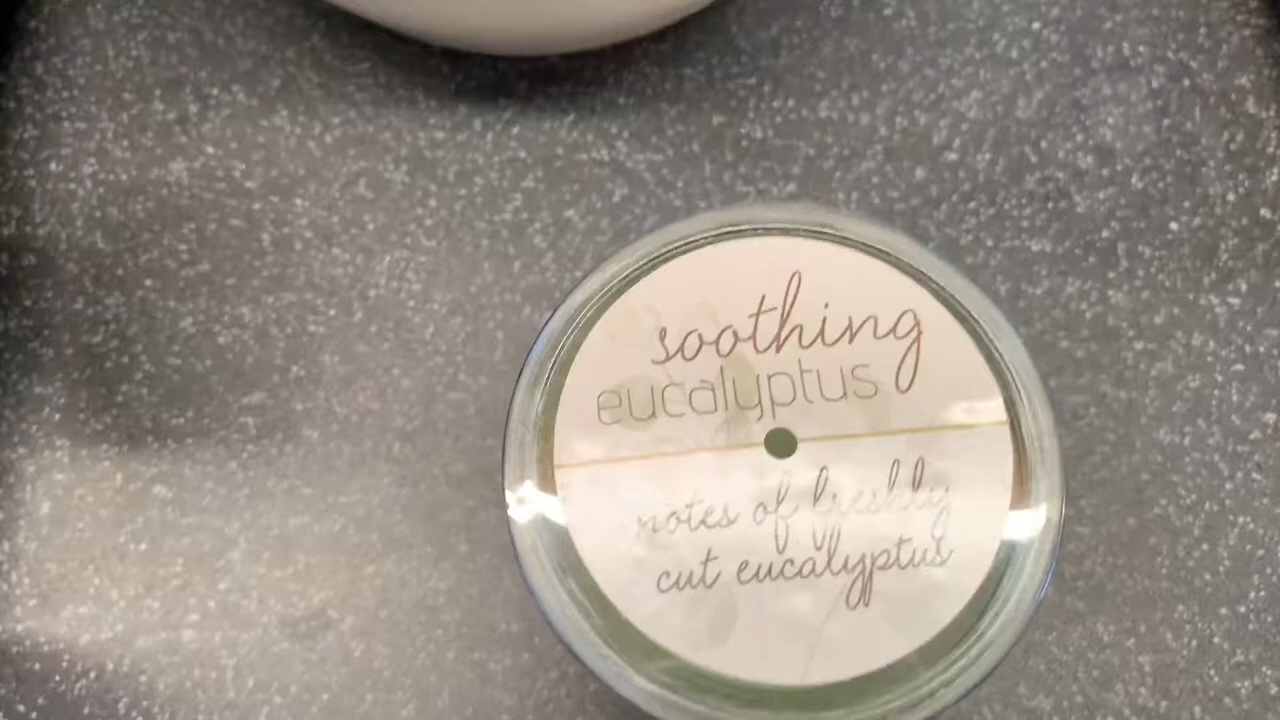 soothing
eucalyptus
notes of freshly
cut eucalyptus